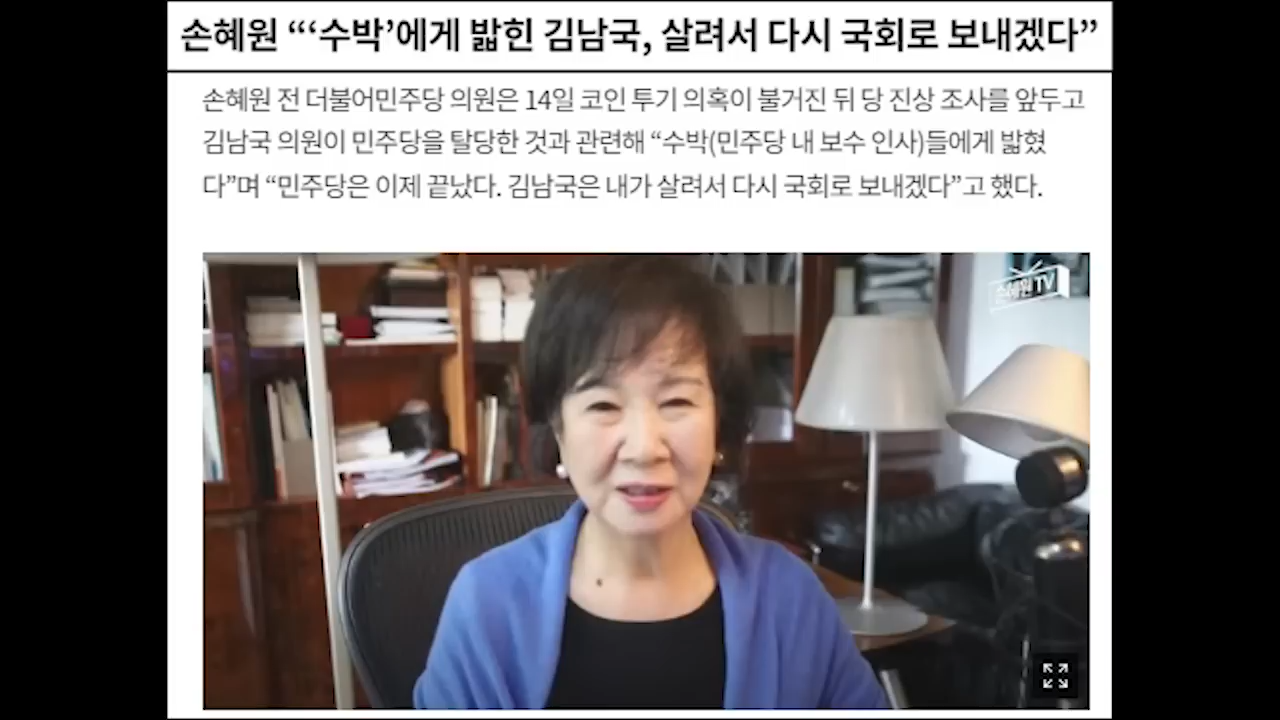 손혜원 “‘수박’에게 밟힌 김남국, 살려서 다시 국회로 보내겠다”
손혜원 전 더불어민주당 의원은 14일 코인 투기 의혹이 불거진 뒤 당 진상 조사를 앞두고
김남국 의원이 민주당을 탈당한 것과 관련해 “수박(민주당 내 보수 인사)들에게 밟혔
다”며 “민주당은 이제 끝났다. 김남국은 내가 살려서 다시 국회로 보내겠다”고 했다.
손혜원TV